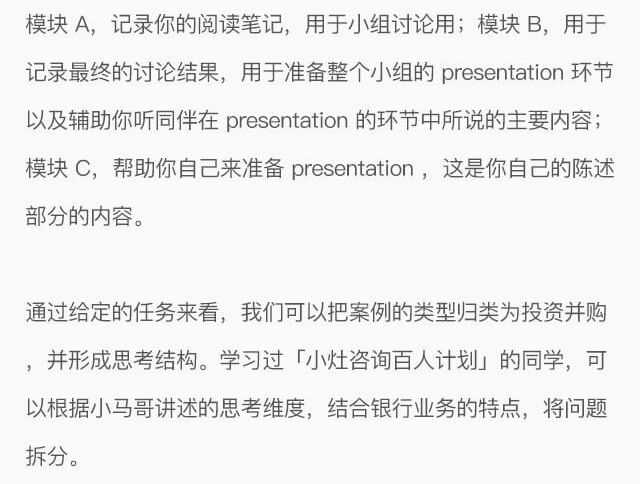 模块 A，记录你的阅读笔记，用于小组讨论用；模块 B，用于
记录最终的讨论结果，用于准备整个小组的 presentation 环节
以及辅助你听同伴在 presentation 的环节中所说的主要内容；
模块 C，帮助你自己来准备 presentation ，这是你自己的陈述
部分的内容。
通过给定的任务来看，我们可以把案例的类型归类为投资并购
，并形成思考结构。学习过「小灶咨询百人计划」的同学，可
以根据小马哥讲述的思考维度，结合银行业务的特点，将问题
拆分。